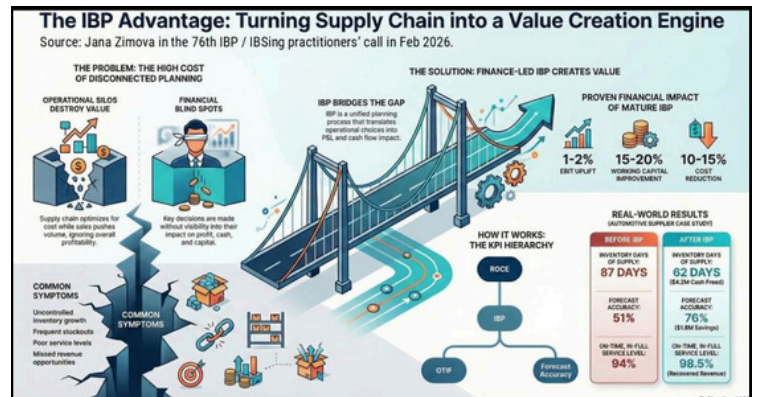 The IBP Advantage: Turning Supply Chain into a Value Creation Engine
Source: Jana Zimova in the 76th IBP / IBSing practitioners' call in Feb 2026.
THE PROBLEM: THE HIGH COST
OF DISCONNECTED PLANNING
OPERATIONAL SILOS
DESTROY VALUE
Supply chain optimizes for
cost while sales pushes
volume, ignoring overall
profitability.
FINANCIAL
BLIND SPOTS
Key decisions are made
without visibility into their
impact on profit, cash,
and capital.
COMMON
SYMPTOMS
Uncontrolled
inventory growth
Frequent stockouts
Poor service levels
Missed revenue
opportunities
COMMON
SYMPTOMS
THE SOLUTION: FINANCE-LED IBP CREATES VALUE
IBP BRIDGES THE GAP
IBP is a unified planning
process that translates
operational choices into
P&L and cash flow impact.
PROVEN FINANCIAL IMPACT
OF MATURE IBP
1-2%
EBIT UPLIFT
15-20%
WORKING CAPITAL
IMPROVEMENT
10-15%
COST
REDUCTION
HOW IT WORKS:
THE KPI HIERARCHY
ROCE
IBP
OTIF
Forecast
Accuracy
REAL-WORLD RESULTS
(AUTOMOTIVE SUPPLIER CASE STUDY)
BEFORE IBP
INVENTORY DAYS
OF SUPPLY:
87 DAYS
FORECAST
ACCURACY:
51%
ON-TIME, IN-FULL
SERVICE LEVEL:
94%
AFTER IBP
INVENTORY DAYS
OF SUPPLY:
62 DAYS
($4.2M Cash Freed)
FORECAST
ACCURACY:
76%
($1.8M Savings)
ON-TIME, IN-FULL
SERVICE LEVEL:
98.5%
(Recovered Revenue)